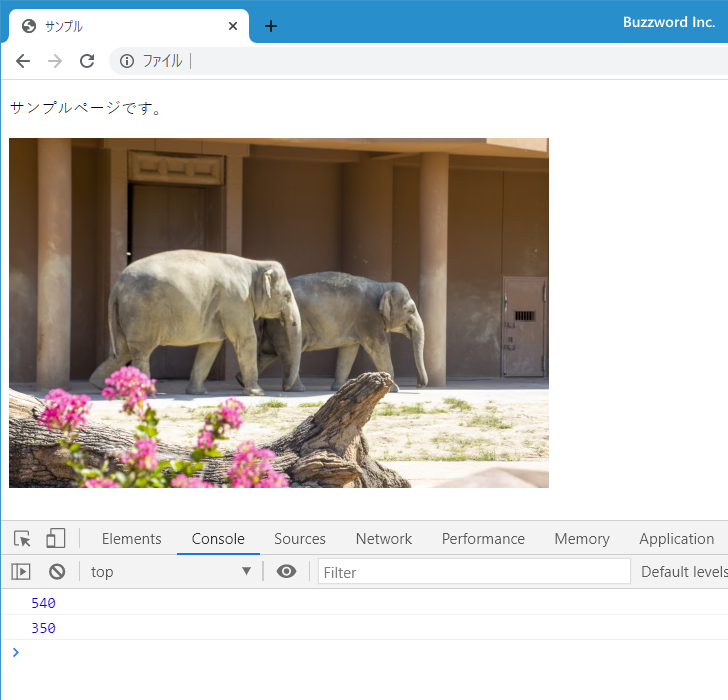 サンプル
Buzzword Inc.
ファイル
サンプルページです。
Elements Console Sources Network Performance Memory Application
top Filter Default levels
540
350